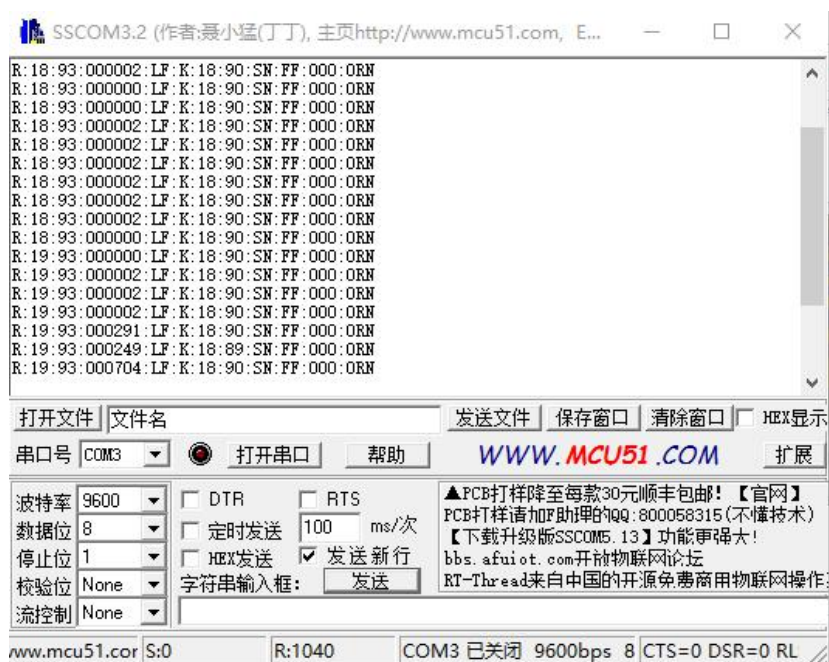 SSCOM3.2 (作者:聂小猛(丁丁), 主页http://www.mcu51.com, E...
R:18:93:000002:LF:K:18:90:SN:FF:000:0RN
R:18:93:000000:LF:K:18:90:SN:FF:000:0RN
R:18:93:000000:LF:K:18:90:SN:FF:000:0RN
R:18:93:000002:LF:K:18:90:SN:FF:000:0RN
R:18:93:000002:LF:K:18:90:SN:FF:000:0RN
R:18:93:000002:LF:K:18:90:SN:FF:000:0RN
R:18:93:000002:LF:K:18:90:SN:FF:000:0RN
R:18:93:000002:LF:K:18:90:SN:FF:000:0RN
R:18:93:000002:LF:K:18:90:SN:FF:000:0RN
R:18:93:000000:LF:K:18:90:SN:FF:000:0RN
R:19:93:000000:LF:K:18:90:SN:FF:000:0RN
R:19:93:000002:LF:K:18:90:SN:FF:000:0RN
R:19:93:000002:LF:K:18:90:SN:FF:000:0RN
R:19:93:000002:LF:K:18:90:SN:FF:000:0RN
R:19:93:000291:LF:K:18:90:SN:FF:000:0RN
R:19:93:000249:LF:K:18:89:SN:FF:000:0RN
R:19:93:000704:LF:K:18:90:SN:FF:000:0RN
打开文件 文件名 发送文件 保存窗口 清除窗口 HEX显示
串口号 COM3 打开串口 帮助 WWW.MCU51.COM 扩展
波特率 9600 DTR RTS
数据位 8 定时发送 100 ms/次
停止位 1 HEX发送 发送新行
校验位 None 字符串输入框: 发送
流控制 None
▲PCB打样降至每款30元顺丰包邮!【官网】
PCB打样请加F助理的QQ:800058315(不懂技术)
【下载升级版SSCOM5.13】功能更强大!
bbs.afuiot.com开放物联网论坛
RT-Thread来自中国的开源免费商用物联网操作
www.mcu51.cor S:0 R:1040 COM3 已关闭 9600bps 8 CTS=0 DSR=0 RL